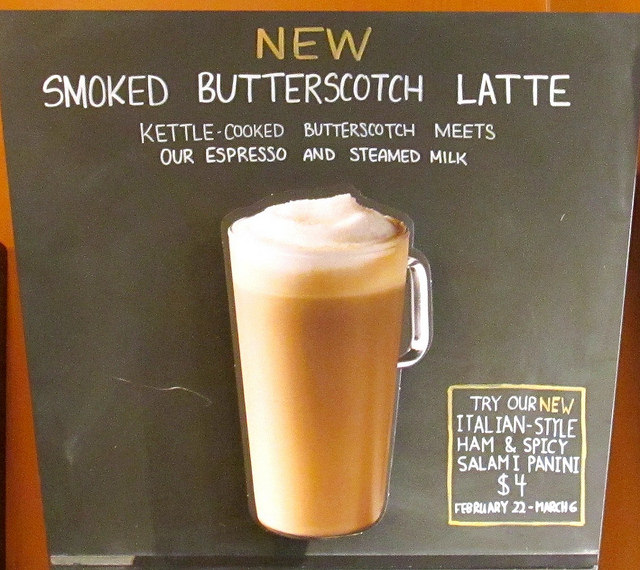 NEW
SMOKED BUTTERSCOTCH LATTE
KETTLE-COOKED BUTTERSCOTCH MEETS
OUR ESPRESSO AND STEAMED MILK
TRY OUR NEW
ITALIAN-STYLE
HAM & SPICY
SALAMI PANINI
$4
FEBRUARY 22 - MARCH 6